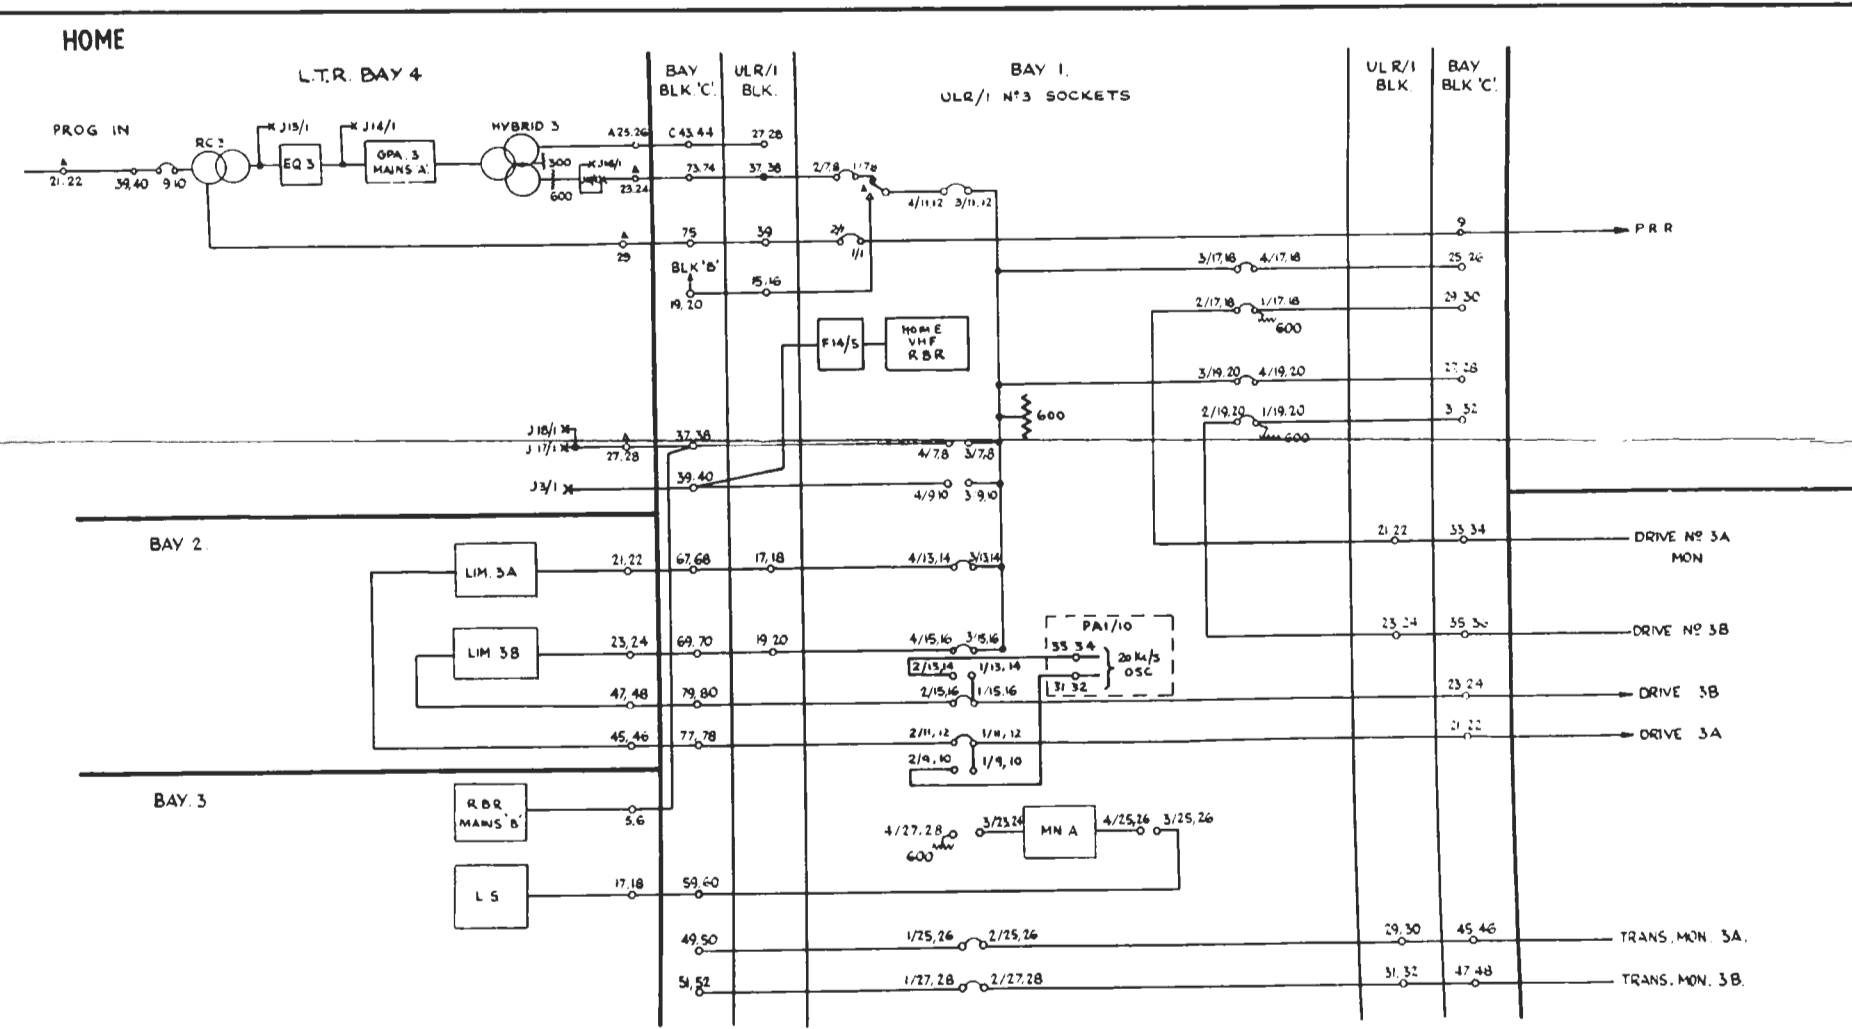 HOME
L.T.R. BAY 4
BAY
BLK 'C'.
ULR/1
BLK.
BAY 1.
ULR/1 Nº3 SOCKETS
ULR/1
BLK.
BAY
BLK 'C'.
PROG IN
A
21,22
39,40
9,10
J13/1
EQ 3
J14/1
GPA. 3
MAINS 'A'
HYBRID 3
300
600
J16/1
A25,26
C 43,44
27,28
A
23,24
73,74
37,38
2/7,8
1/7,8
A
4/11,12
3/11,12
A
29
75
39
2/1
1/1
9
P R R
BLK 'B'
19, 20
15,16
3/17,18
4/17,18
25, 26
2/17,18
1/17,18
600
29, 30
F14/5
HOME
VHF
RBR
3/19,20
4/19,20
27,28
2/19,20
1/19,20
600
600
J18/1
J17/1
A
27,28
37,38
4/7,8
3/7,8
J3/1
39,40
4/9,10
3/9,10
BAY 2.
LIM. 3A
21,22
67,68
17,18
4/13,14
3/13,14
21,22
33,34
DRIVE Nº 3A
MON
LIM 3B
23,24
69,70
19,20
4/15,16
3/15,16
PA1/10
33 34
31 32
20 Kc/s
OSC
23,24
35,36
DRIVE Nº 3B
2/13,14
1/13,14
47,48
79,80
2/15,16
1/15,16
23,24
DRIVE 3B
45,46
77,78
2/11,12
1/11,12
21,22
DRIVE 3A
2/9,10
1/9,10
BAY. 3
RBR
MAINS 'B'
5,6
4/27,28
600
3/23,24
MN A
4/25,26
3/25,26
L S
17,18
59,60
49,50
1/25,26
2/25,26
29,30
45,46
TRANS. MON. 3A.
51,52
1/27,28
2/27,28
31,32
47,48
TRANS. MON. 3B.